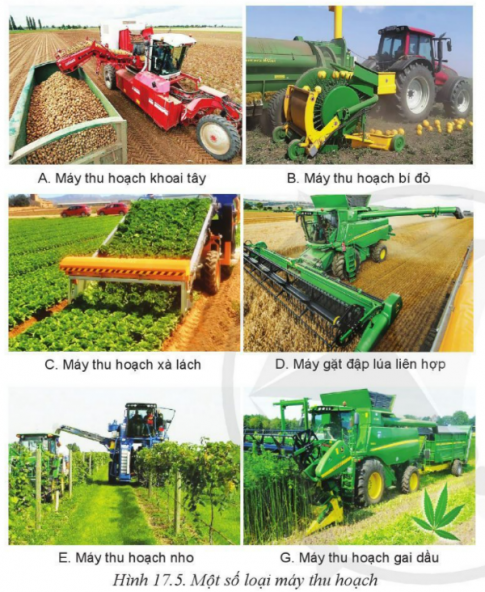 A. Máy thu hoạch khoai tây
B. Máy thu hoạch bí đỏ
C. Máy thu hoạch xà lách
D. Máy gặt đập lúa liên hợp
E. Máy thu hoạch nho
G. Máy thu hoạch gai dầu
Hình 17.5. Một số loại máy thu hoạch